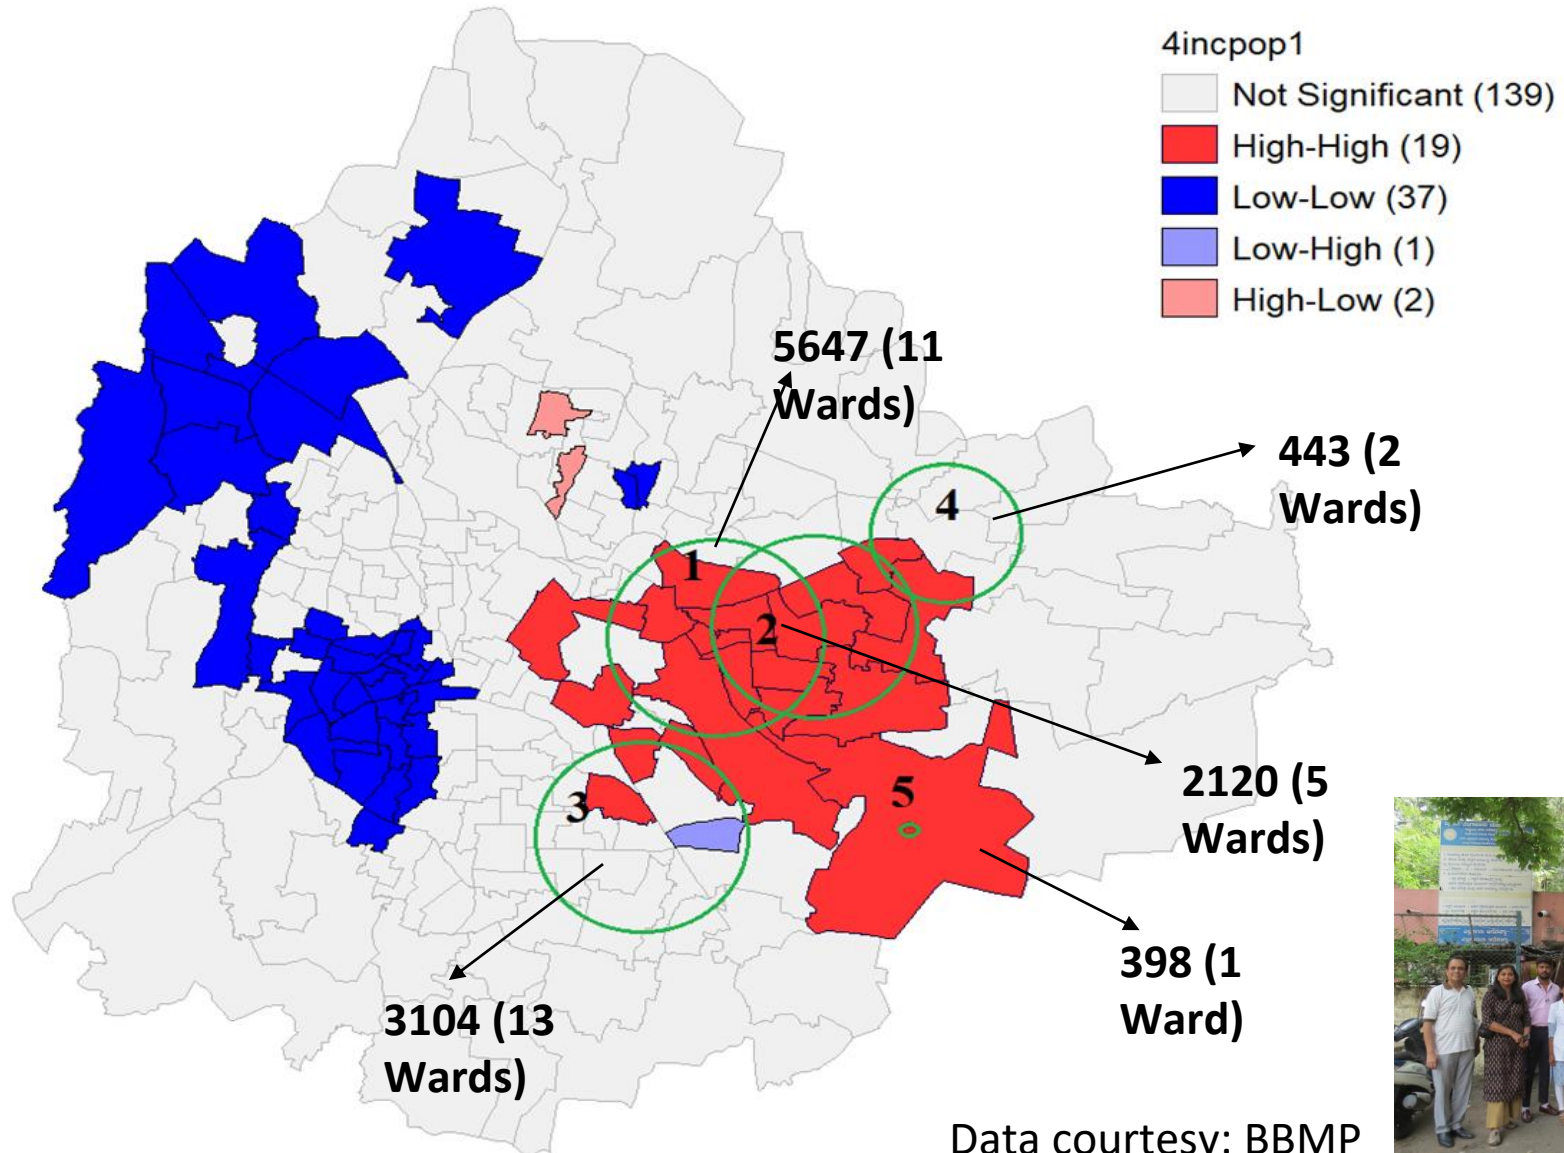 4incpop1
Not Significant (139)
High-High (19)
Low-Low (37)
Low-High (1)
High-Low (2)
5647 (11
Wards)
443 (2
Wards)
4
1
2
2120 (5
Wards)
5
3
398 (1
Ward)
3104 (13
Wards)
Data courtesy: BBMP